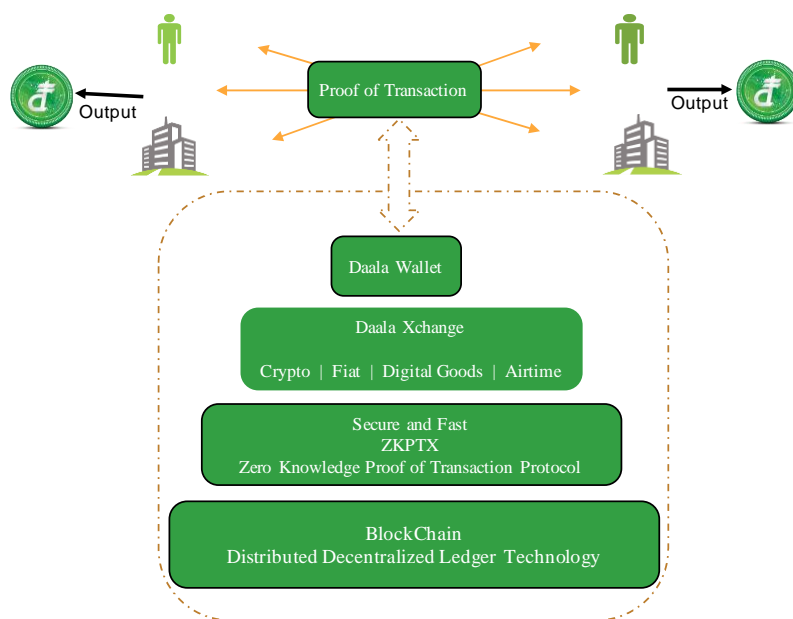 Proof of Transaction
Output
Output
Daala Wallet
Daala Xchange
Crypto | Fiat | Digital Goods | Airtime
Secure and Fast
ZKPTX
Zero Knowledge Proof of Transaction Protocol
BlockChain
Distributed Decentralized Ledger Technology